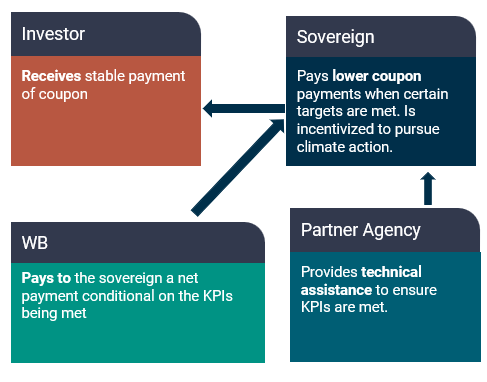 Investor
Receives stable payment
of coupon
Sovereign
Pays lower coupon
payments when certain
targets are met. Is
incentivized to pursue
climate action.
WB
Pays to the sovereign a net
payment conditional on the KPIs
being met
Partner Agency
Provides technical
assistance to ensure
KPIs are met.